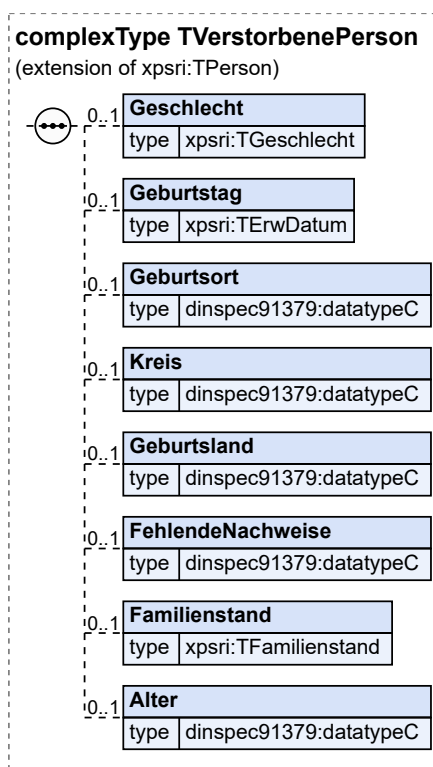 complexType TVerstorbenePerson
(extension of xpsri:TPerson)
0..1 Geschlecht
type xpsri:TGeschlecht
0..1 Geburtstag
type xpsri:TErwDatum
0..1 Geburtsort
type dinspec91379:datatypeC
0..1 Kreis
type dinspec91379:datatypeC
0..1 Geburtsland
type dinspec91379:datatypeC
0..1 FehlendeNachweise
type dinspec91379:datatypeC
0..1 Familienstand
type xpsri:TFamilienstand
0..1 Alter
type dinspec91379:datatypeC